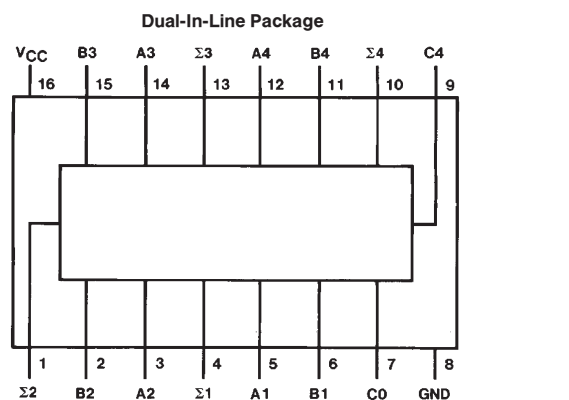 Dual-In-Line Package
VCC B3 A3 Σ3 A4 B4 Σ4 C4
16 15 14 13 12 11 10 9
1 2 3 4 5 6 7 8
Σ2 B2 A2 Σ1 A1 B1 C0 GND